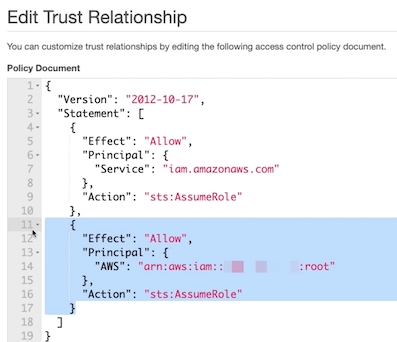 Edit Trust Relationship
You can customize trust relationships by editing the following access control policy document.
Policy Document
1 {
2 "Version": "2012-10-17",
3 "Statement": [
4 {
5 "Effect": "Allow",
6 "Principal": {
7 "Service": "iam.amazonaws.com"
8 },
9 "Action": "sts:AssumeRole"
10 },
11 {
12 "Effect": "Allow",
13 "Principal": {
14 "AWS": "arn:aws:iam:: :root"
15 },
16 "Action": "sts:AssumeRole"
17 }
18 ]
19 }